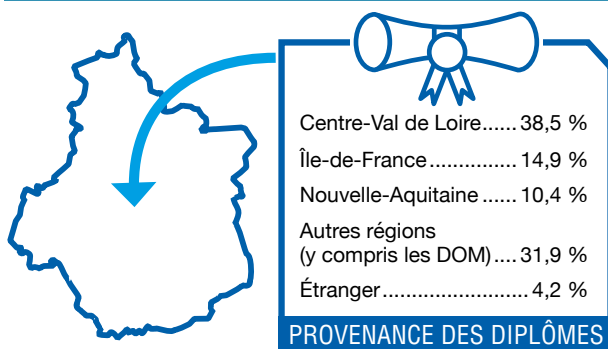 Centre-Val de Loire...... 38,5 %
Île-de-France............... 14,9 %
Nouvelle-Aquitaine ...... 10,4 %
Autres régions
(y compris les DOM).... 31,9 %
Étranger.......................... 4,2 %
PROVENANCE DES DIPLÔMES